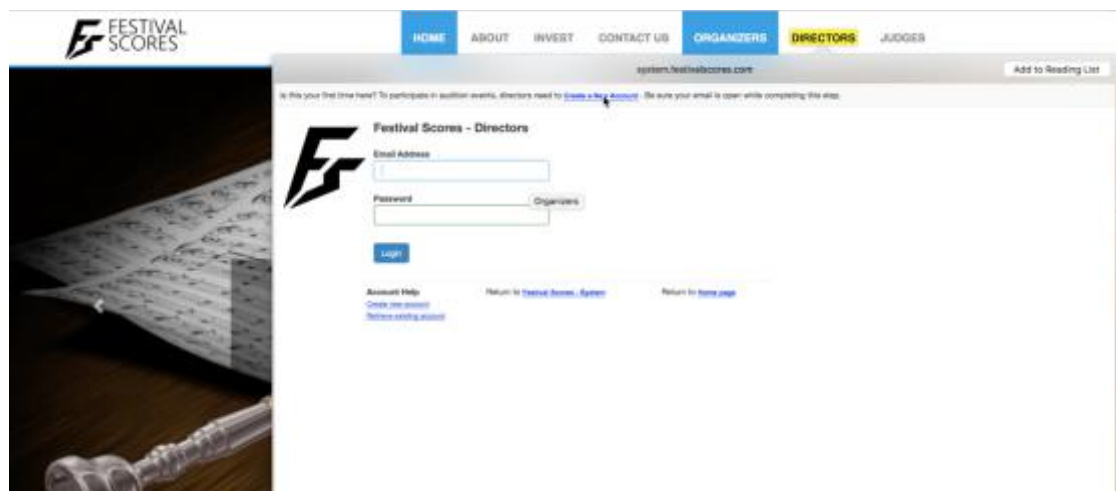 FESTIVAL
SCORES
HOME ABOUT INVEST CONTACT US ORGANIZERS DIRECTORS JUDGES
system.festivalscores.com Add to Reading List
Is this your first time here? To participate in audition events, directors need to Create a New Account . Be sure your email is open while completing this step.
Festival Scores - Directors
Email Address
Password
Organizers
Login
Account Help Return to Festival Scores - System Return to Home page
Create new account
Retrieve existing account